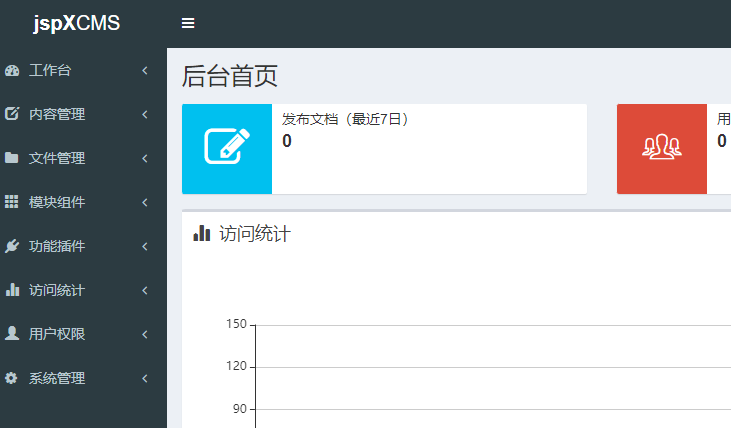 jspXCMS
工作台
内容管理
文件管理
模块组件
功能插件
访问统计
用户权限
系统管理
后台首页
发布文档（最近7日）
0
用
0
访问统计
150
120
90